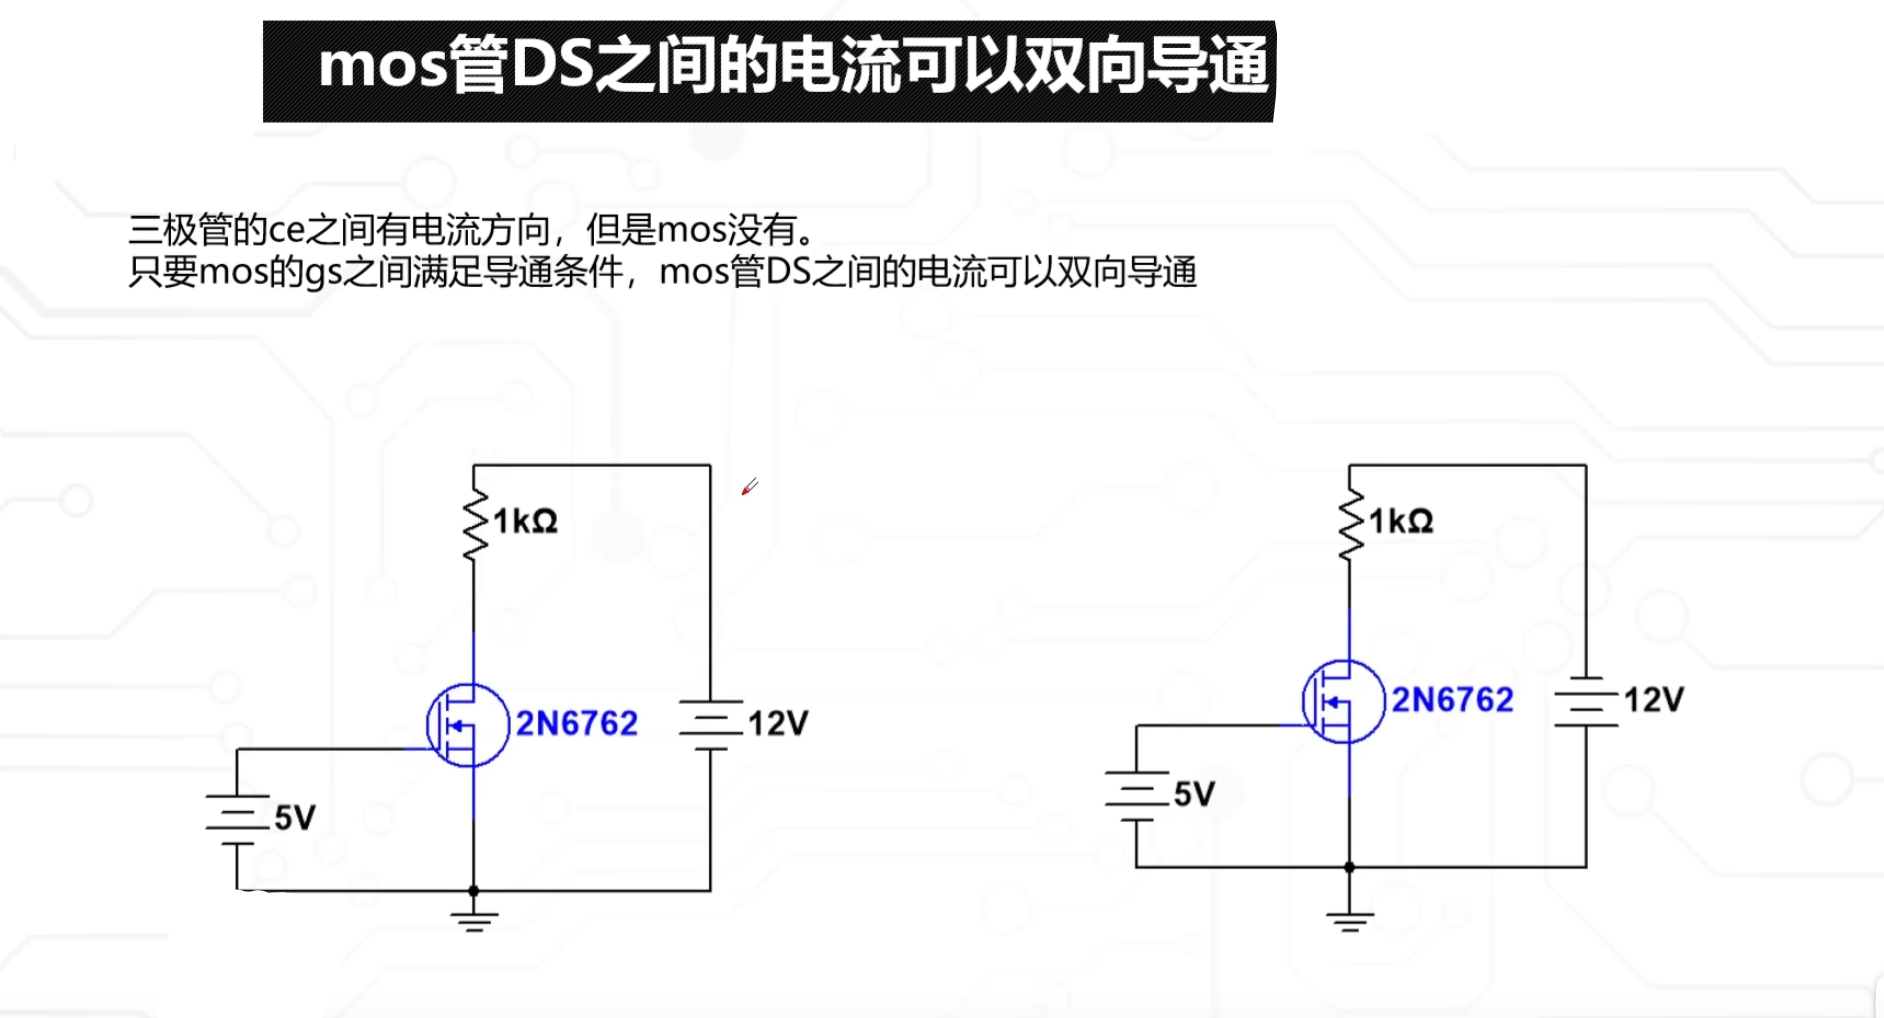 mos管DS之间的电流可以双向导通
三极管的ce之间有电流方向，但是mos没有。
只要mos的gs之间满足导通条件，mos管DS之间的电流可以双向导通
1kΩ
2N6762
12V
5V
1kΩ
2N6762
12V
5V